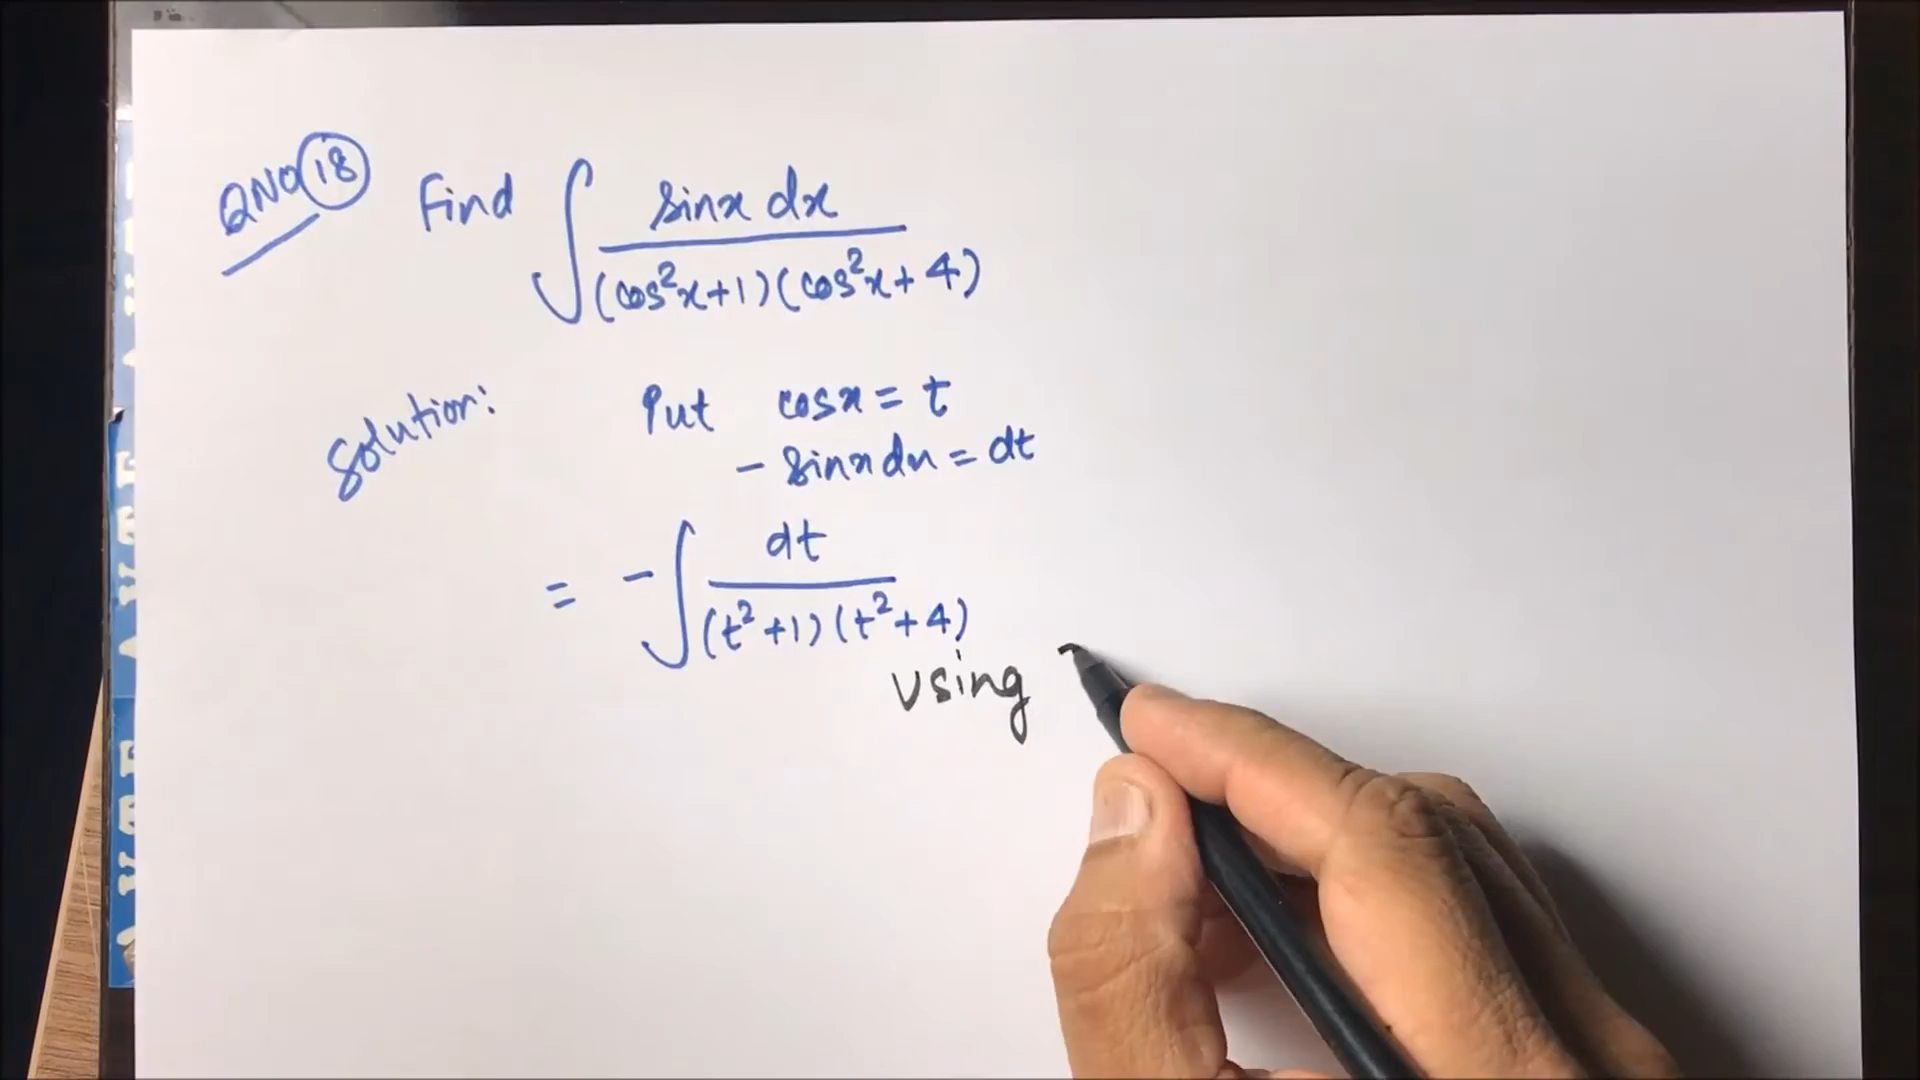 QNO 18 Find ∫ sinx dx / (cos²x+1)(cos²x+4)
Solution: Put cosx = t
- sinx dx = dt
= - ∫ dt / (t²+1)(t²+4)
Using